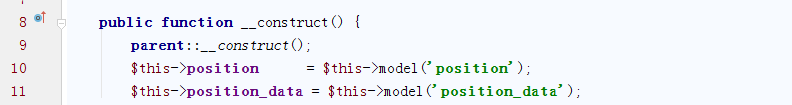 8 public function __construct() {
9 parent::__construct();
10 $this->position     = $this->model('position');
11 $this->position_data = $this->model('position_data');